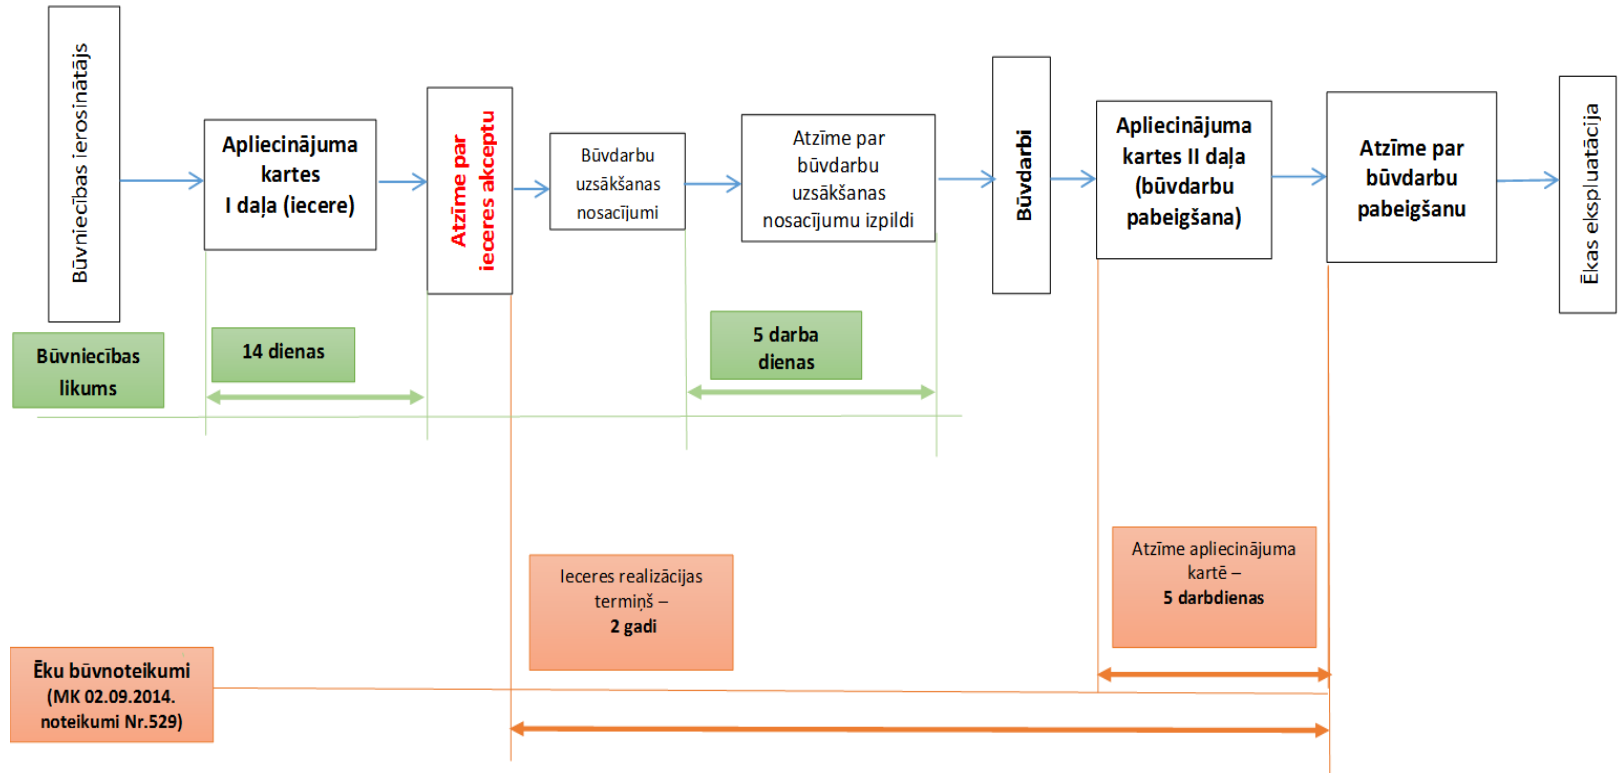 Būvniecības ierosinātājs
Apliecinājuma
kartes
I daļa (iecere)
Atzīme par
ieceres akceptu
Būvdarbu
uzsākšanas
nosacījumi
Atzīme par
būvdarbu
uzsākšanas
nosacījumu izpildi
Būvdarbi
Apliecinājuma
kartes II daļa
(būvdarbu
pabeigšana)
Atzīme par
būvdarbu
pabeigšanu
Ēkas ekspluatācija
Būvniecības
likums
14 dienas
5 darba
dienas
Ieceres realizācijas
termiņš –
2 gadi
Atzīme apliecinājuma
kartē –
5 darbdienas
Ēku būvnoteikumi
(MK 02.09.2014.
noteikumi Nr.529)